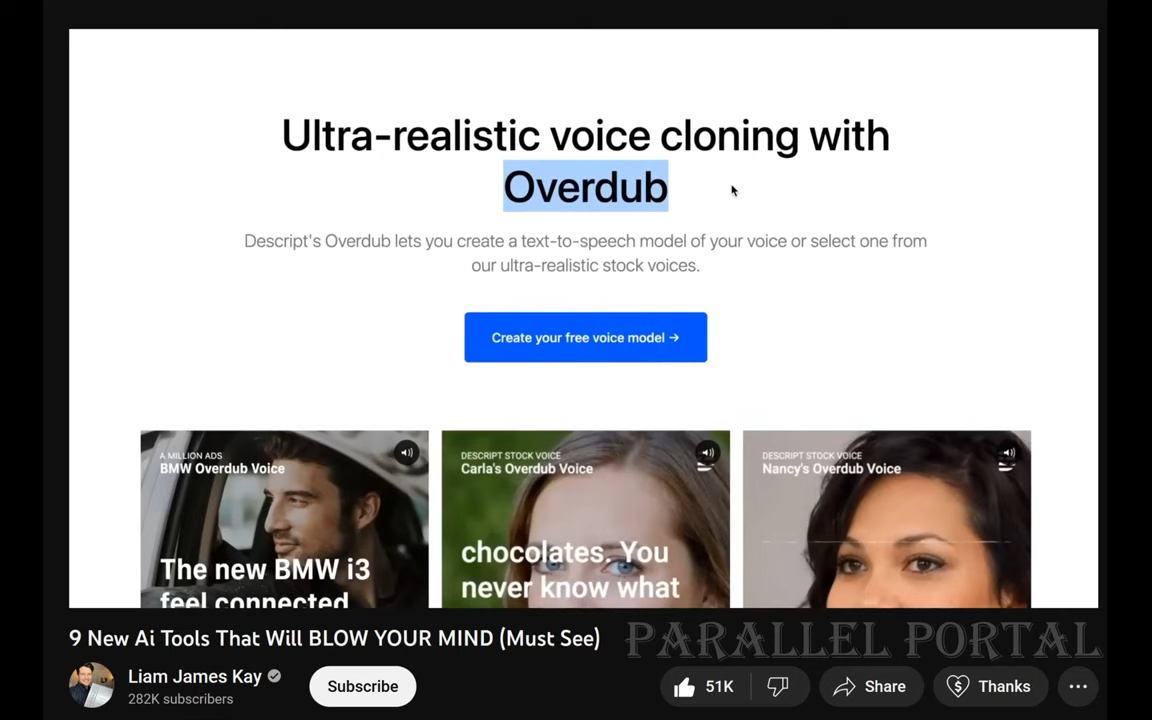 Ultra-realistic voice cloning with
Overdub
Descript's Overdub lets you create a text-to-speech model of your voice or select one from
our ultra-realistic stock voices.
Create your free voice model →
A MILLION ADS
BMW Overdub Voice
The new BMW i3
feel connected
DESCRIPT STOCK VOICE
Carla's Overdub Voice
chocolates. You
never know what
DESCRIPT STOCK VOICE
Nancy's Overdub Voice
9 New Ai Tools That Will BLOW YOUR MIND (Must See)
PARALLEL PORTAL
Liam James Kay
282K subscribers
Subscribe
51K
Share
Thanks